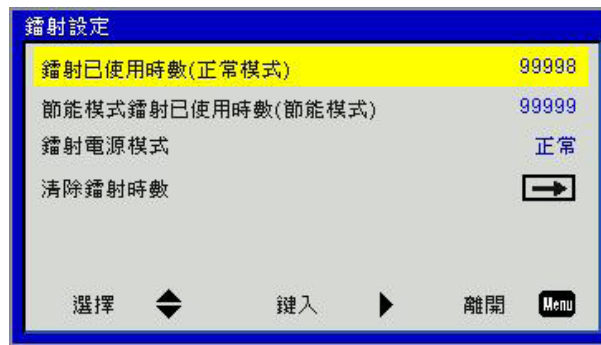 鐳射設定
鐳射已使用時數(正常模式) 99998
節能模式鐳射已使用時數(節能模式) 99999
鐳射電源模式 正常
清除鐳射時數
選擇 鍵入 離開 Menu